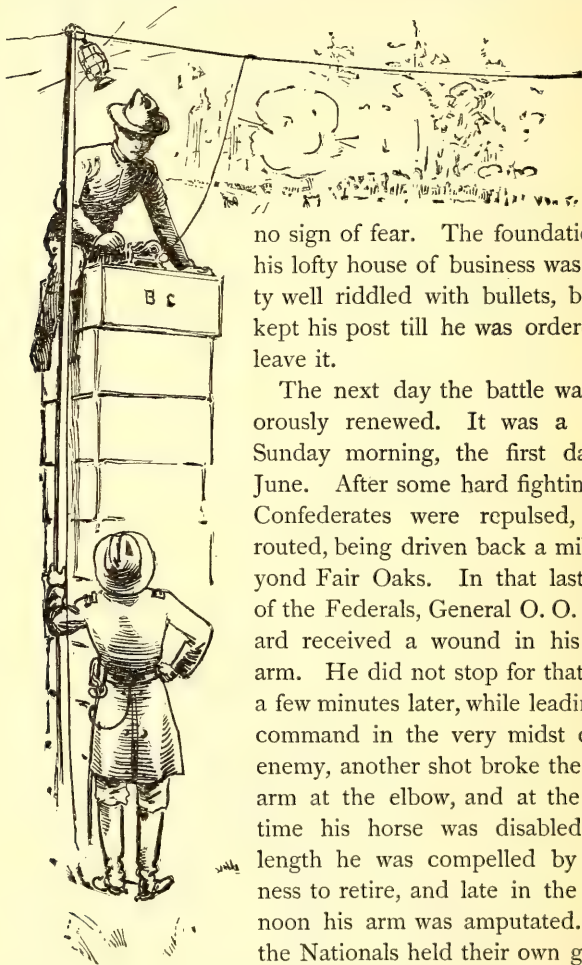 B C
no sign of fear. The foundatio
his lofty house of business was
ty well riddled with bullets, b
kept his post till he was order
leave it.
The next day the battle wa
orously renewed. It was a
Sunday morning, the first da
June. After some hard fightin
Confederates were repulsed,
routed, being driven back a mi
yond Fair Oaks. In that last
of the Federals, General O. O.
ard received a wound in his
arm. He did not stop for that
a few minutes later, while leadi
command in the very midst
enemy, another shot broke the
arm at the elbow, and at the
time his horse was disabled
length he was compelled by
ness to retire, and late in the
noon his arm was amputated.
the Nationals held their own g